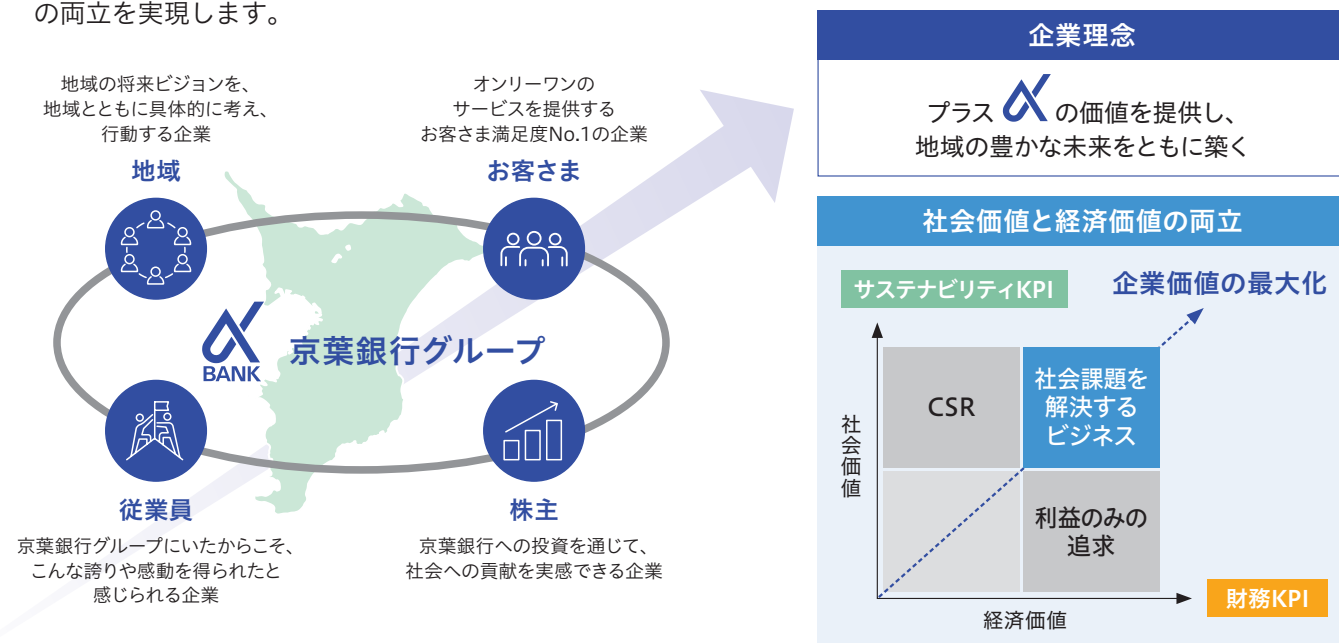 の両立を実現します。
地域の将来ビジョンを、
地域とともに具体的に考え、
行動する企業
地域
オンリーワンの
サービスを提供する
お客さま満足度No.1の企業
お客さま
BANK
京葉銀行グループ
従業員
京葉銀行グループにいたからこそ、
こんな誇りや感動を得られたと
感じられる企業
株主
京葉銀行への投資を通じて、
社会への貢献を実感できる企業
企業理念
プラスαの価値を提供し、
地域の豊かな未来をともに築く
社会価値と経済価値の両立
サステナビリティKPI
企業価値の最大化
社会価値
CSR
社会課題を
解決する
ビジネス
利益のみの
追求
経済価値
財務KPI